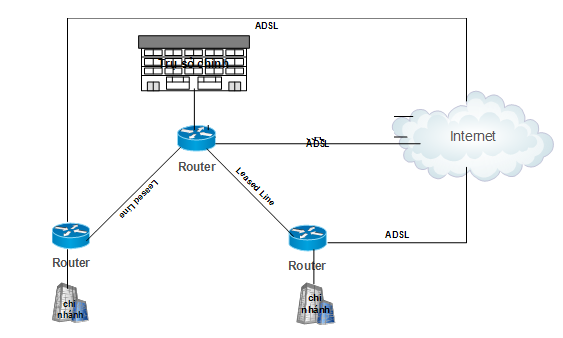 ADSL
Trụ sở chính
Internet
ADSL
Router
Leased Line
Leased Line
ADSL
Router
Router
chi
nhánh
chi
nhánh